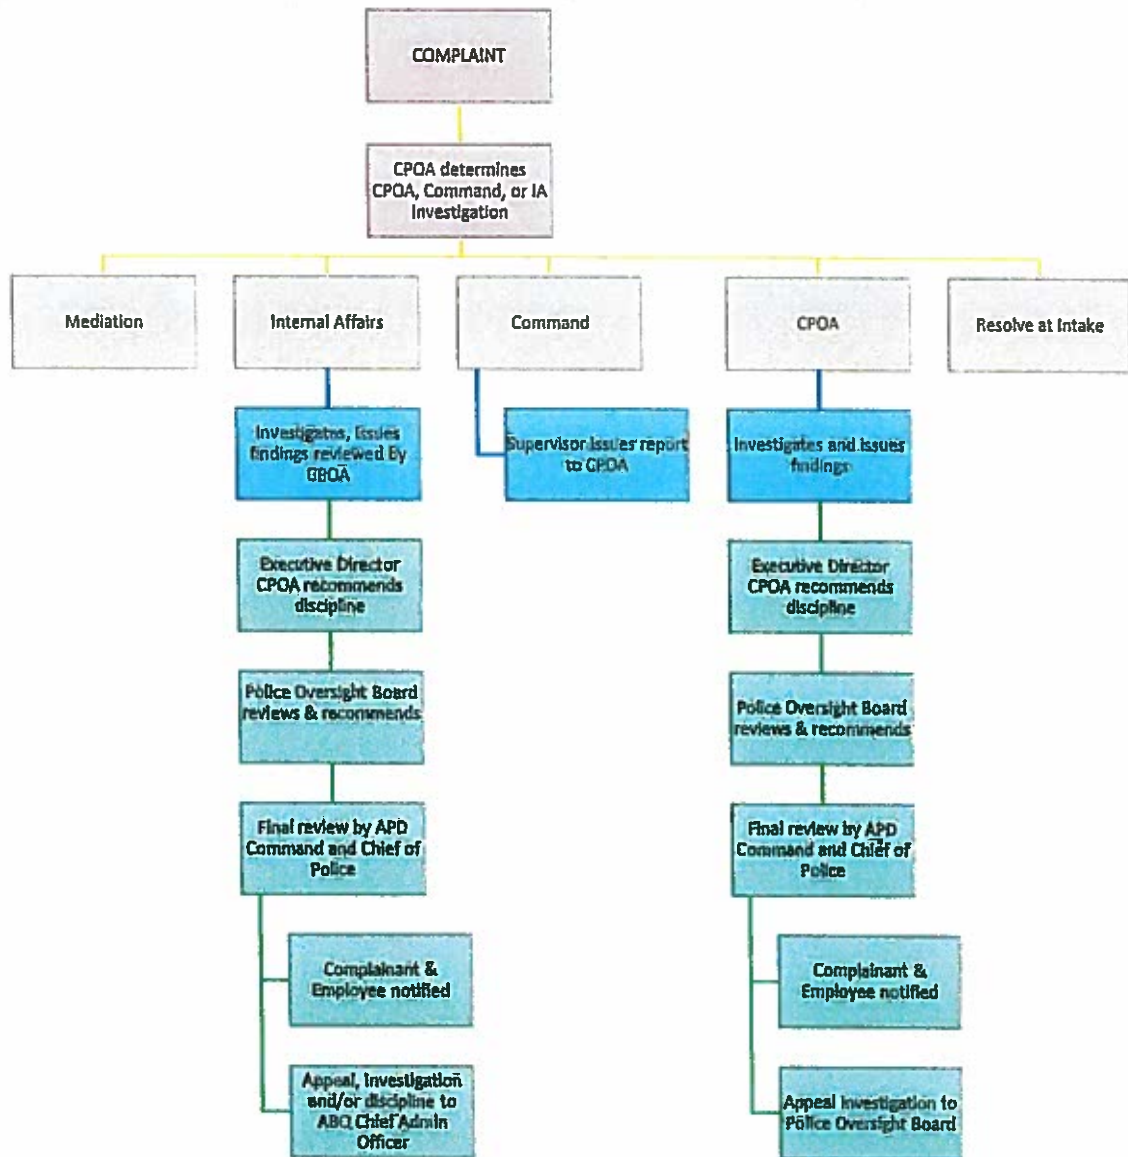 COMPLAINT
CPOA determines
CPOA, Command, or IA
Investigation
Mediation
Internal Affairs
Command
CPOA
Resolve at Intake
Investigates, Issues
findings reviewed By
Supervisor issues report
to CPOA
Investigates and issues
findings
Executive Director
CPOA recommends
discipline
Executive Director
CPOA recommends
discipline
Police Oversight Board
reviews & recommends
Police Oversight Board
reviews & recommends
Final review by APD
Command and Chief of
Police
Final review by APD
Command and Chief of
Police
Complainant &
Employee notified
Complainant &
Employee notified
Appeal, Investigation
and/or discipline to
ABQ Chief Admin
Officer
Appeal Investigation to
Police Oversight Board